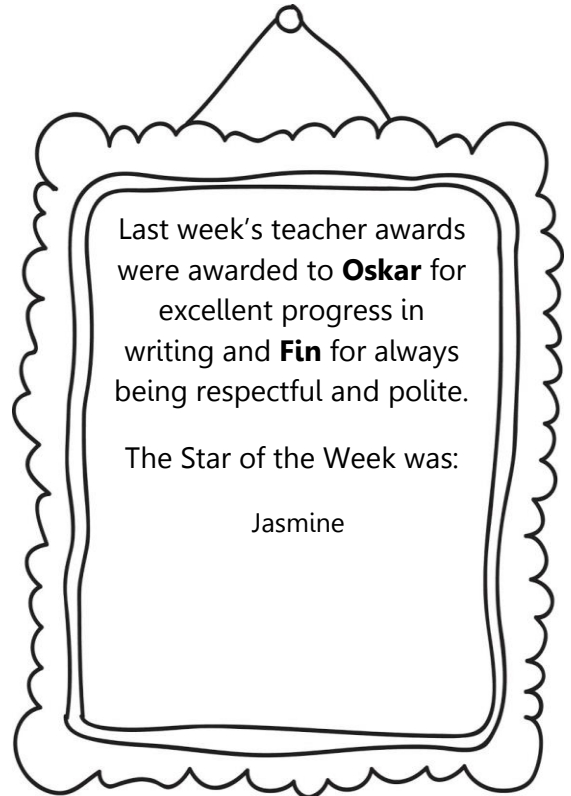 Last week’s teacher awards
were awarded to Oskar for
excellent progress in
writing and Fin for always
being respectful and polite.
The Star of the Week was:
Jasmine